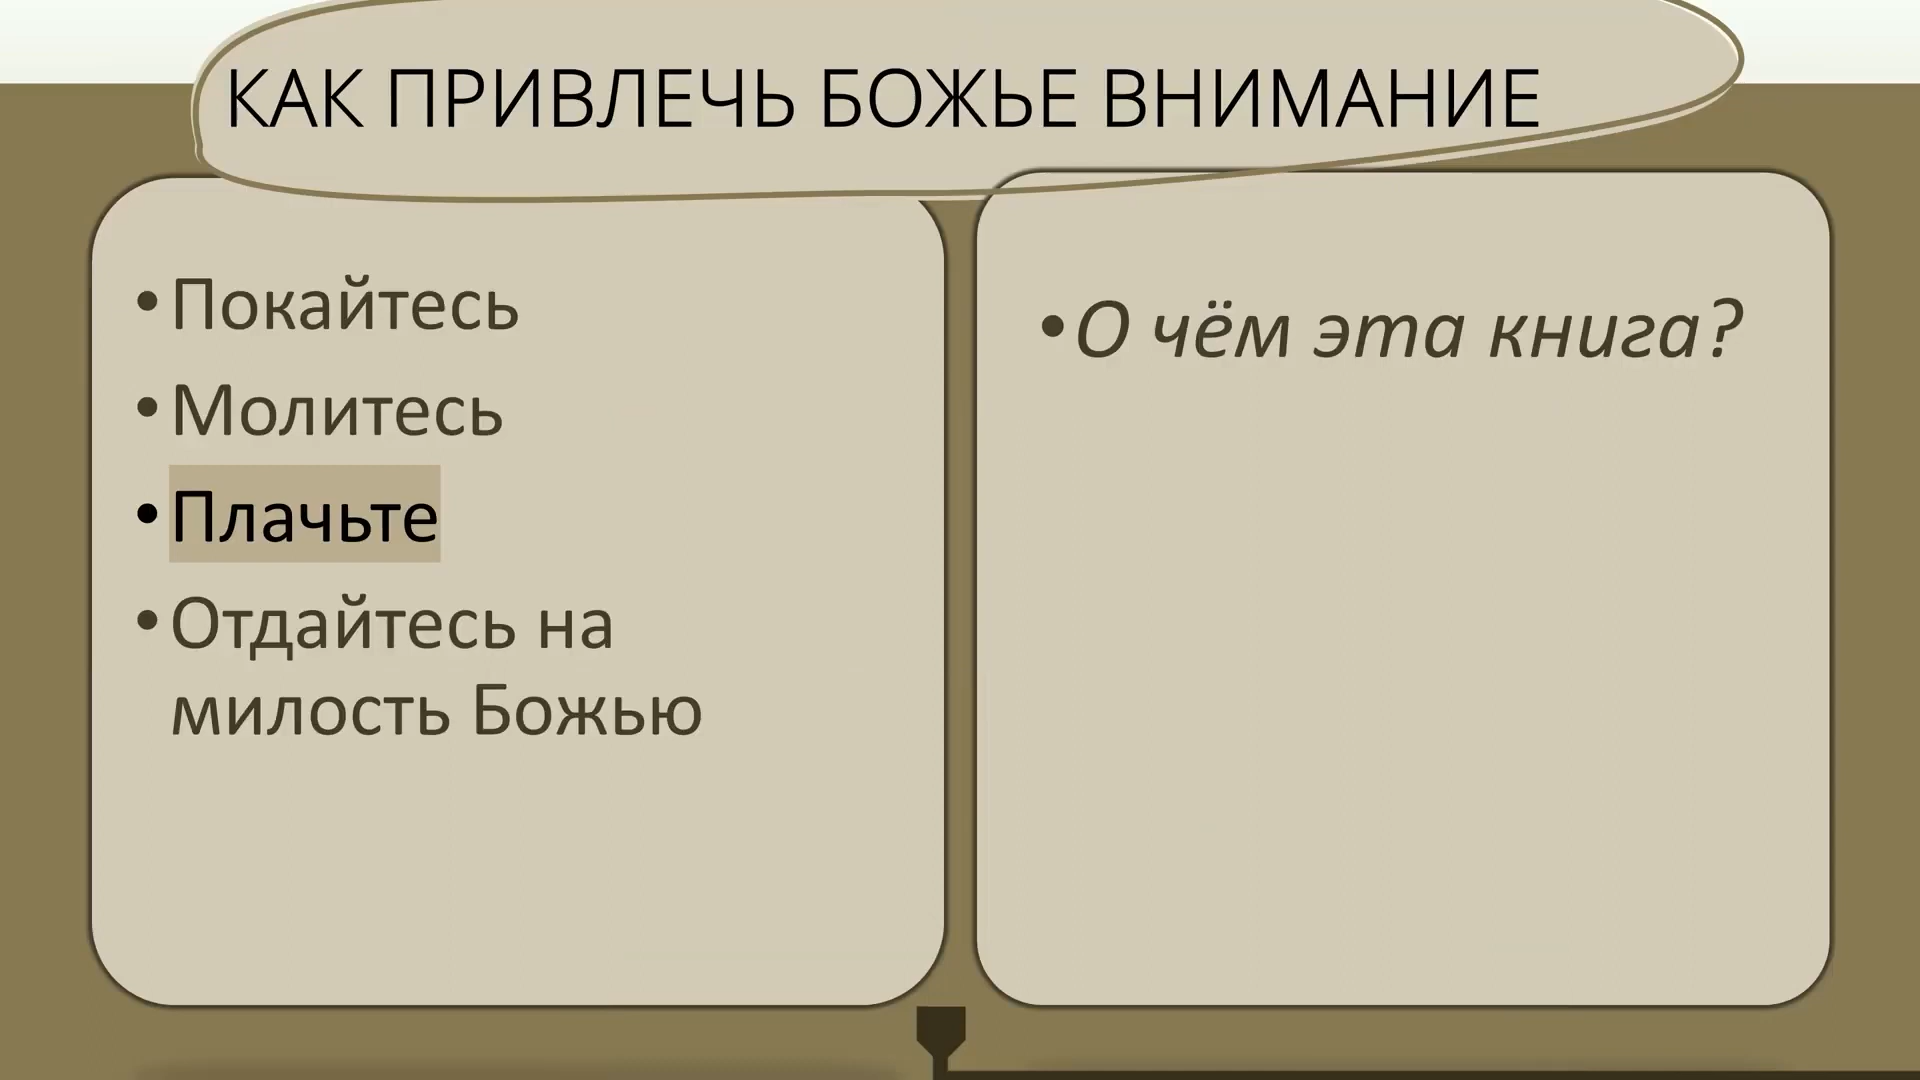 КАК ПРИВЛЕЧЬ БОЖЬЕ ВНИМАНИЕ
• Покайтесь
• Молитесь
• Плачьте
• Отдайтесь на
милость Божью
• О чём эта книга?